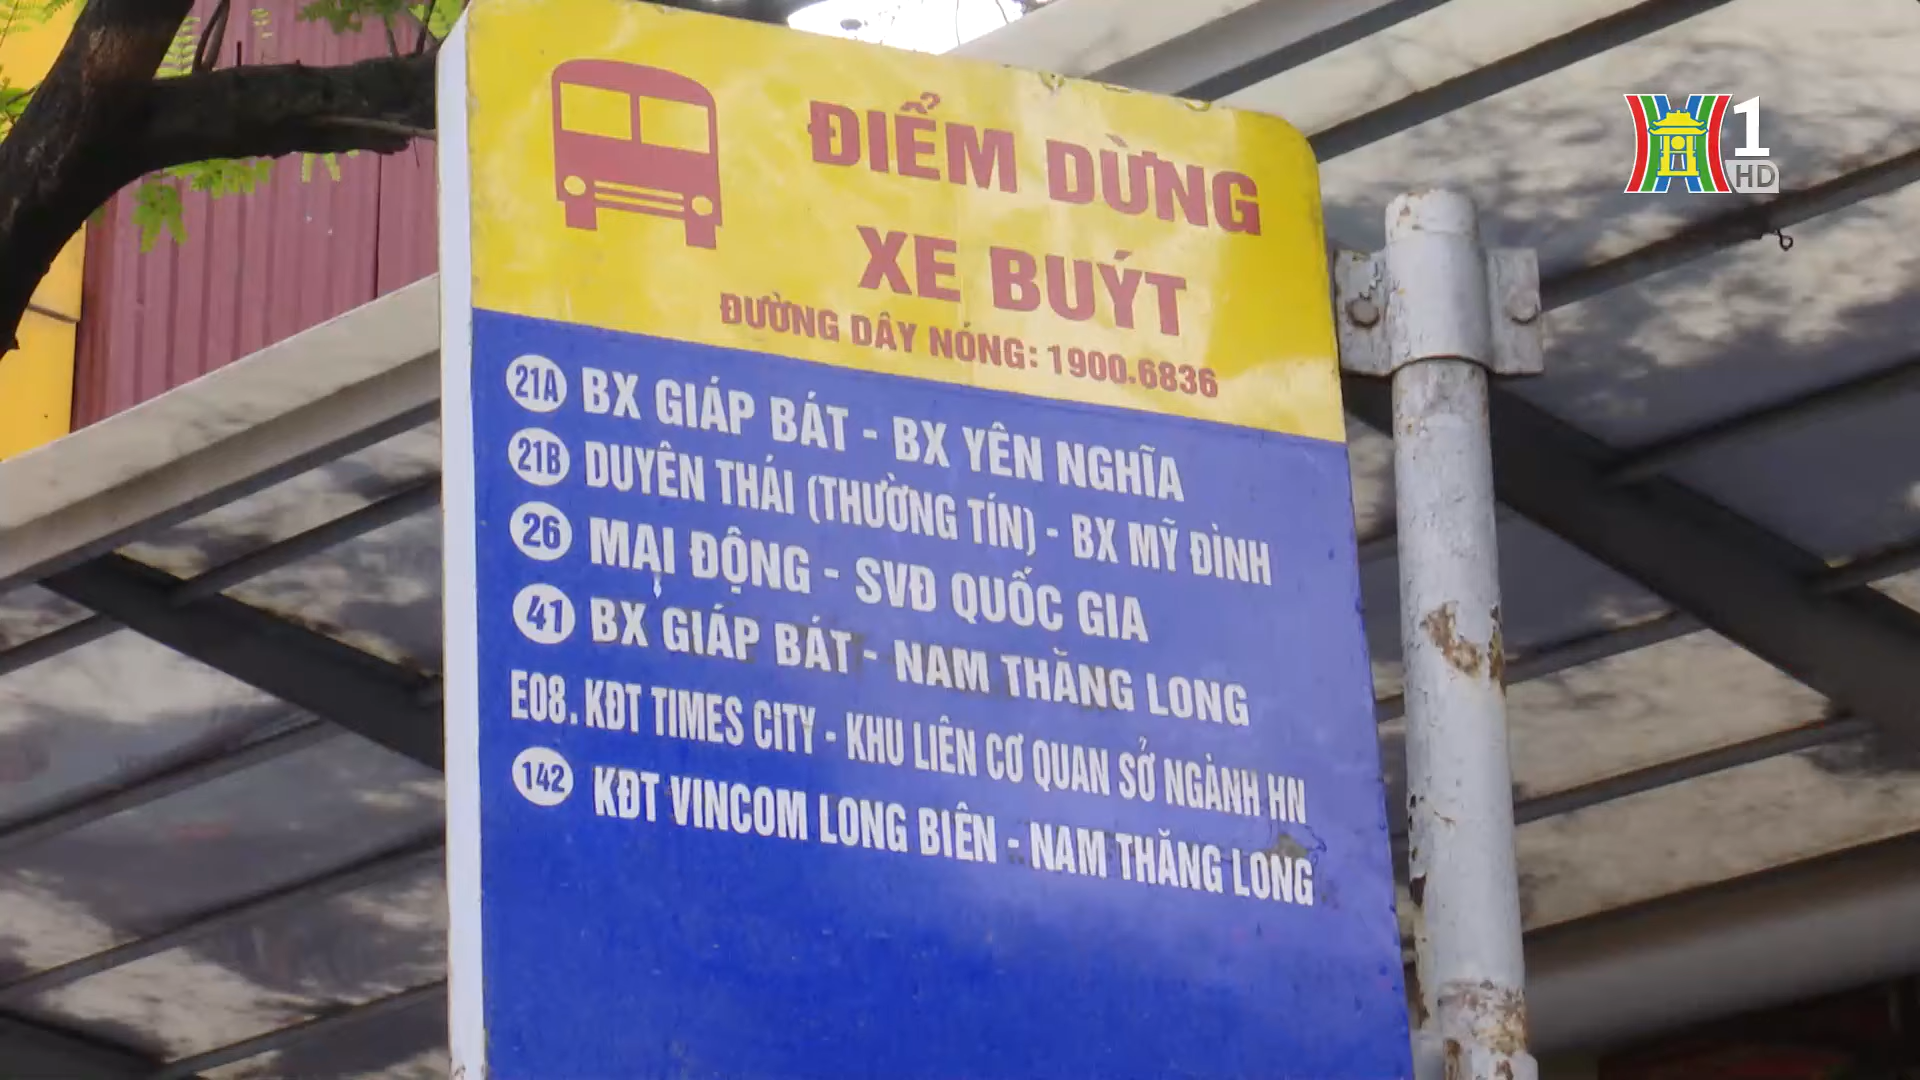 1
HD
ĐIỂM DỪNG
XE BUÝT
ĐƯỜNG DÂY NÓNG: 1900.6836
21A BX GIÁP BÁT - BX YÊN NGHĨA
21B DUYÊN THÁI (THƯỜNG TÍN) - BX MỸ ĐÌNH
26 MAI ĐỘNG - SVĐ QUỐC GIA
41 BX GIÁP BÁT - NAM THĂNG LONG
E08. KĐT TIMES CITY - KHU LIÊN CƠ QUAN SỞ NGÀNH HN
142 KĐT VINCOM LONG BIÊN - NAM THĂNG LONG